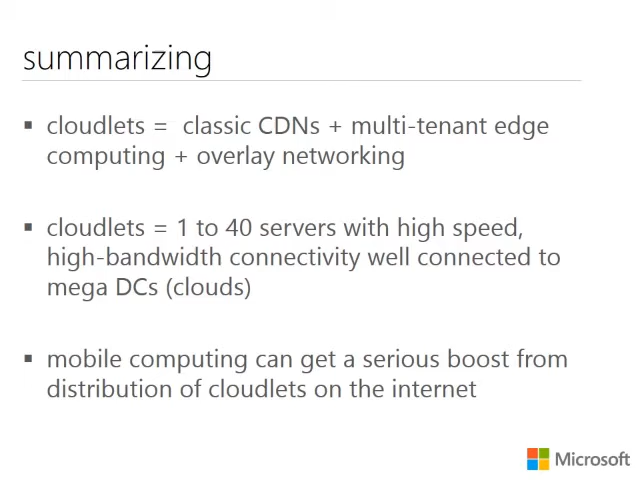 summarizing
▪ cloudlets = classic CDNs + multi-tenant edge
computing + overlay networking
▪ cloudlets = 1 to 40 servers with high speed,
high-bandwidth connectivity well connected to
mega DCs (clouds)
▪ mobile computing can get a serious boost from
distribution of cloudlets on the internet
Microsoft